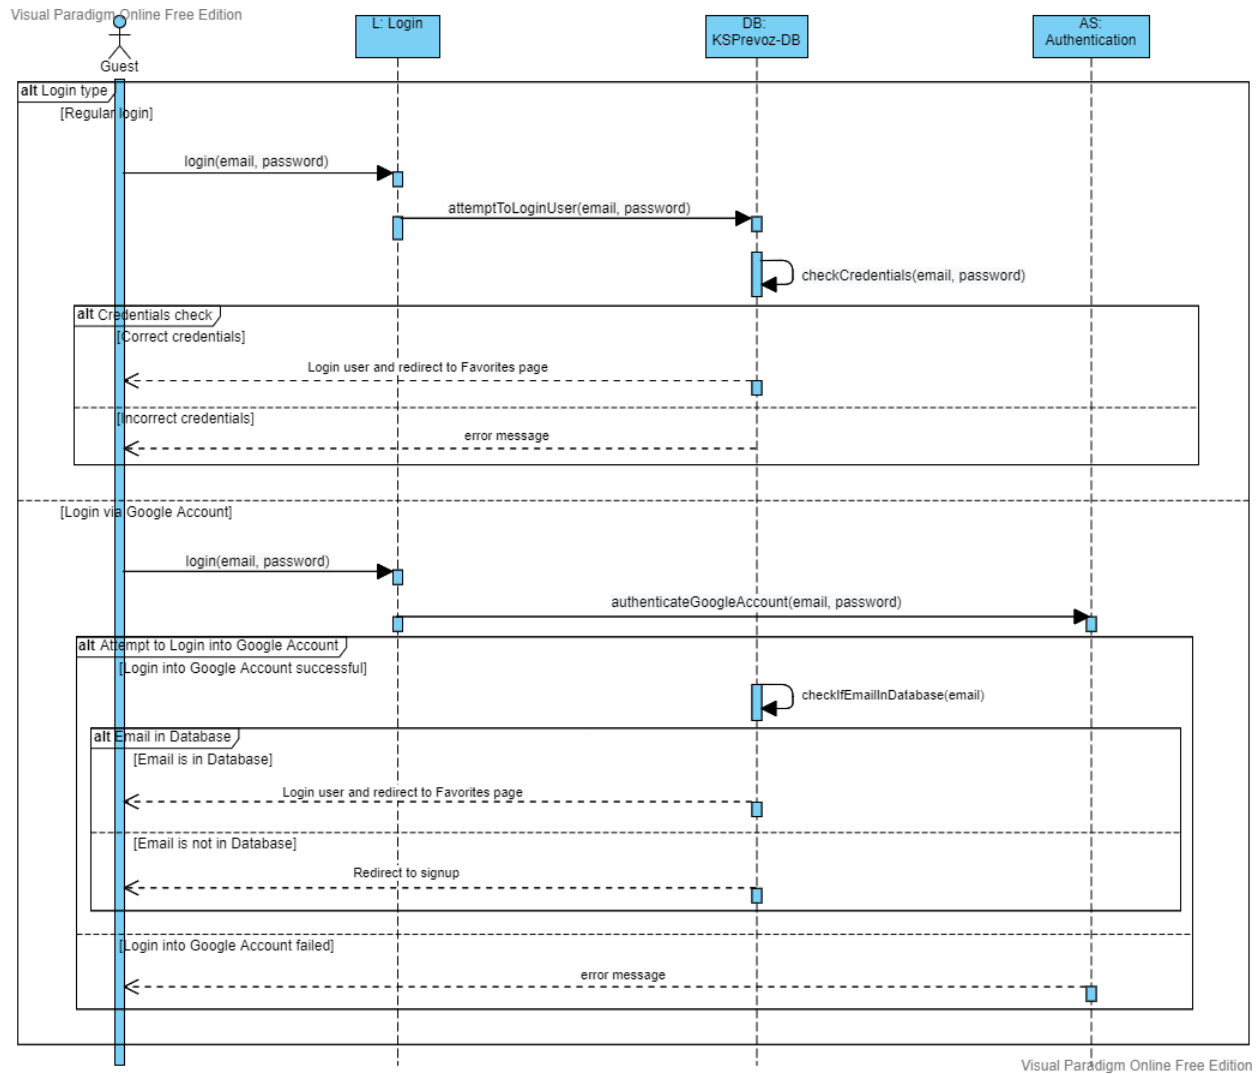 Visual Paradigm Online Free Edition
Guest
L: Login
DB:
KSPrevoz-DB
AS:
Authentication
alt Login type
[Regular login]
login(email, password)
attemptToLoginUser(email, password)
checkCredentials(email, password)
alt Credentials check
[Correct credentials]
Login user and redirect to Favorites page
[Incorrect credentials]
error message
[Login via Google Account]
login(email, password)
authenticateGoogleAccount(email, password)
alt Attempt to Login into Google Account
[Login into Google Account successful]
checkIfEmailInDatabase(email)
alt Email in Database
[Email is in Database]
Login user and redirect to Favorites page
[Email is not in Database]
Redirect to signup
[Login into Google Account failed]
error message
Visual Paradigm Online Free Edition